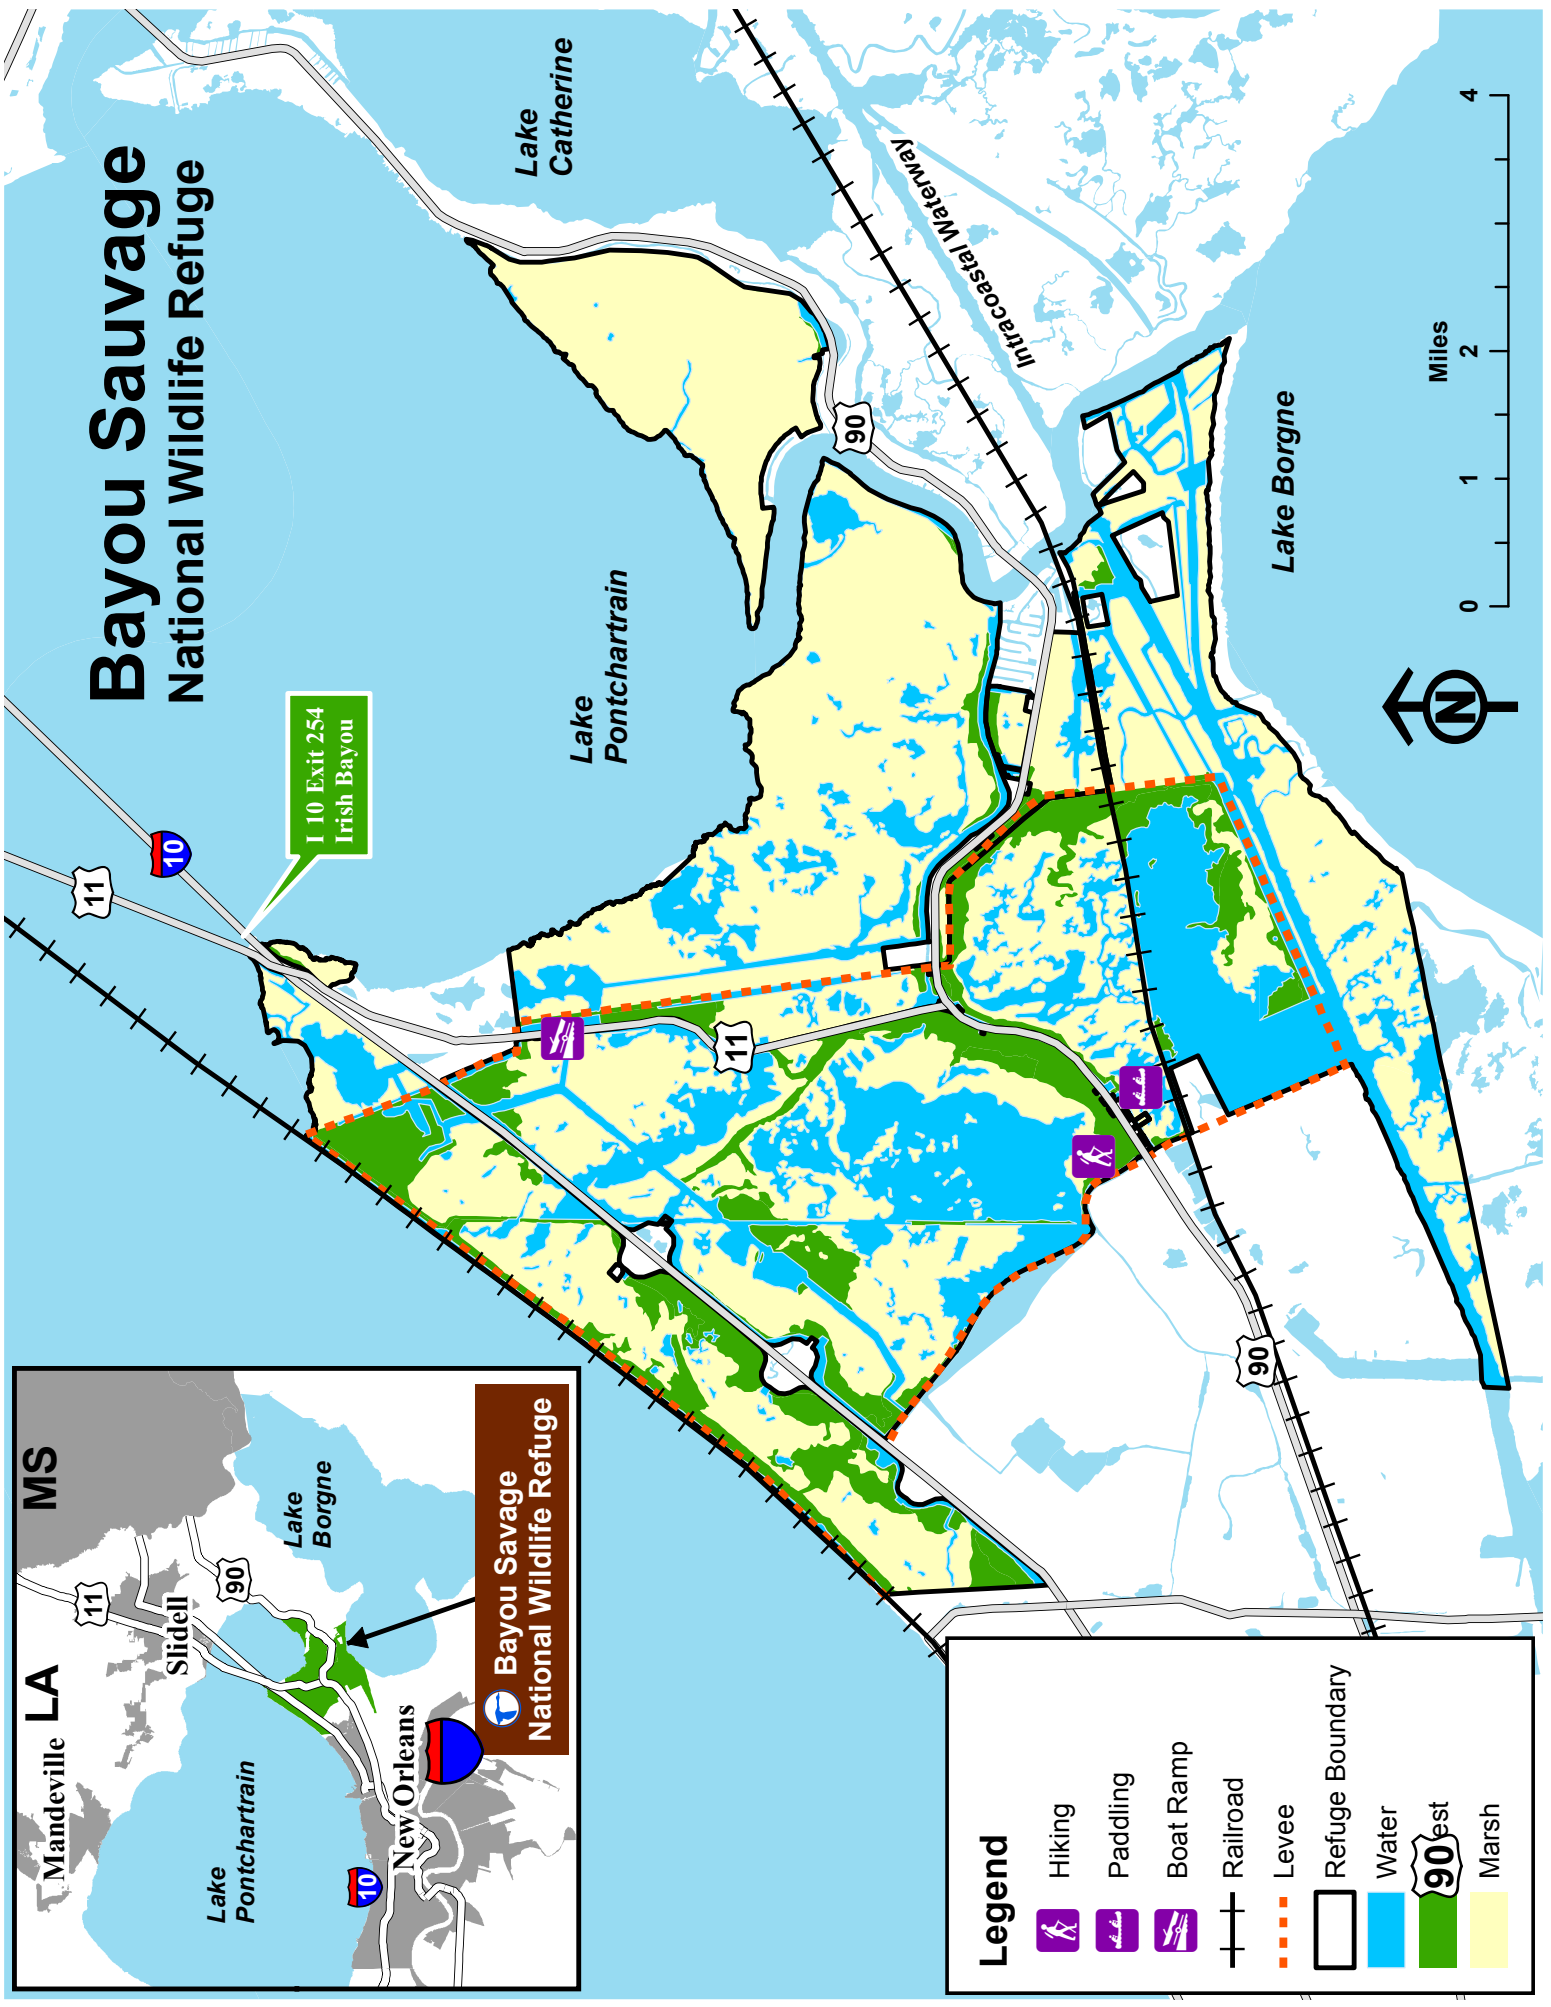 Bayou Sauvage
National Wildlife Refuge
MS
LA
Mandeville
Slidell
11
90
Lake
Borgne
Lake
Pontchartrain
New Orleans
10
Bayou Savage
National Wildlife Refuge
11
10
I 10 Exit 254
Irish Bayou
Lake
Catherine
Lake
Pontchartrain
11
90
Intracoastal Waterway
Lake Borgne
90
Legend
Hiking
Paddling
Boat Ramp
Railroad
Levee
Refuge Boundary
Water
90
est
Marsh
N
Miles
0 1 2 4